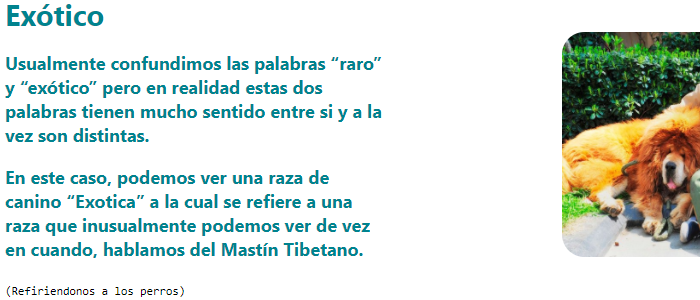 Exótico
Usualmente confundimos las palabras “raro”
y “exótico” pero en realidad estas dos
palabras tienen mucho sentido entre si y a la
vez son distintas.
En este caso, podemos ver una raza de
canino “Exotica” a la cual se refiere a una
raza que inusualmente podemos ver de vez
en cuando, hablamos del Mastín Tibetano.
(Refiriendonos a los perros)